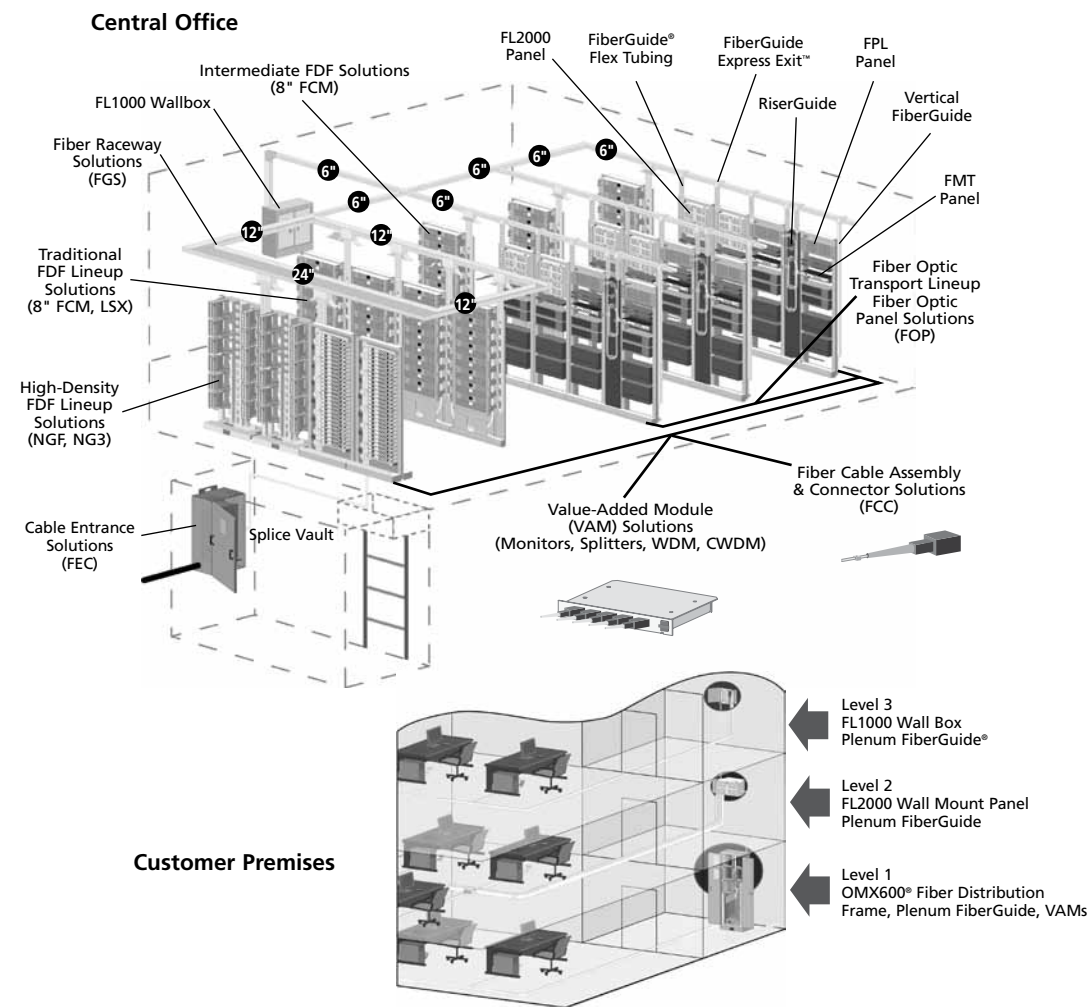 Central Office
Intermediate FDF Solutions
(8" FCM)
FL1000 Wallbox
Fiber Raceway
Solutions
(FGS)
Traditional
FDF Lineup
Solutions
(8" FCM, LSX)
High-Density
FDF Lineup
Solutions
(NGF, NG3)
Cable Entrance
Solutions
(FEC)
Splice Vault
FL2000
Panel
FiberGuide®
Flex Tubing
FiberGuide
Express Exit™
RiserGuide
FPL
Panel
Vertical
FiberGuide
FMT
Panel
6"
6"
6"
6"
6"
6"
12"
12"
24"
12"
Fiber Optic
Transport Lineup
Fiber Optic
Panel Solutions
(FOP)
Fiber Cable Assembly
& Connector Solutions
(FCC)
Value-Added Module
(VAM) Solutions
(Monitors, Splitters, WDM, CWDM)
Customer Premises
Level 3
FL1000 Wall Box
Plenum FiberGuide®
Level 2
FL2000 Wall Mount Panel
Plenum FiberGuide
Level 1
OMX600® Fiber Distribution
Frame, Plenum FiberGuide, VAMs